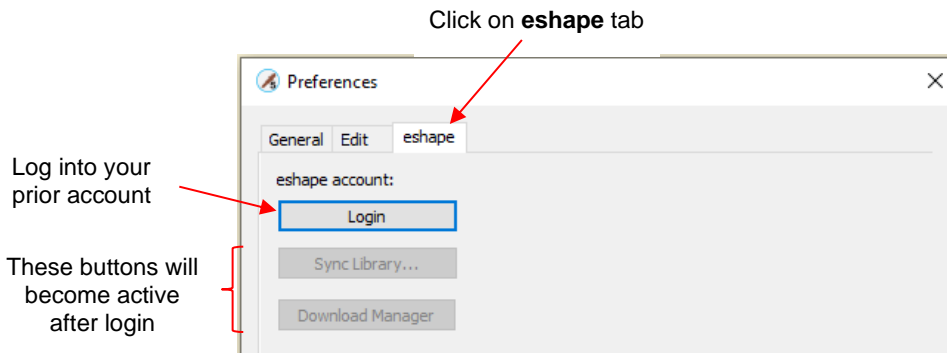 Click on eshape tab
Preferences
General Edit eshape
Log into your
prior account
eshape account:
Login
These buttons will
become active
after login
Sync Library...
Download Manager